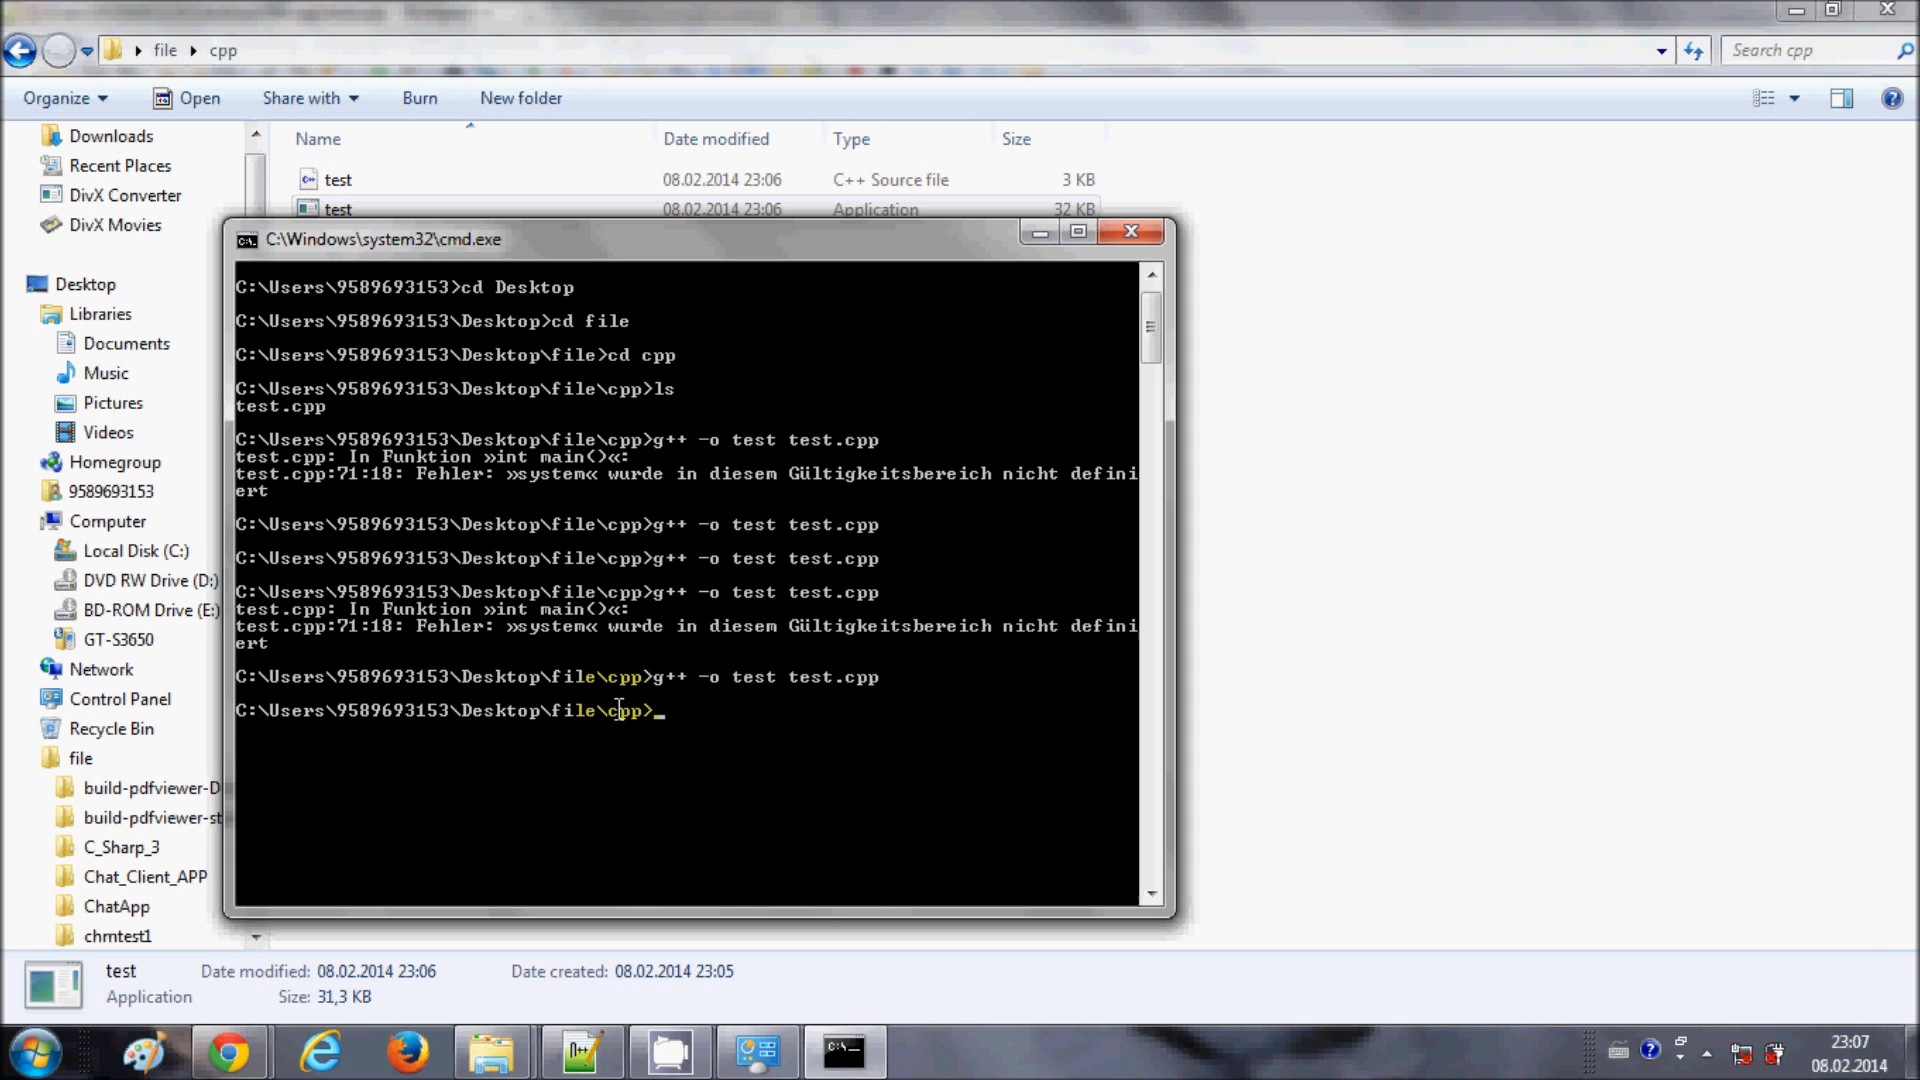 file cpp
Search cpp
Organize Open Share with Burn New folder
Name Date modified Type Size
Downloads
Recent Places
DivX Converter
DivX Movies
Desktop
Libraries
Documents
Music
Pictures
Videos
Homegroup
9589693153
Computer
Local Disk (C:)
DVD RW Drive (D:)
BD-ROM Drive (E:)
GT-S3650
Network
Control Panel
Recycle Bin
file
build-pdfviewer-D
build-pdfviewer-st
C_Sharp_3
Chat_Client_APP
ChatApp
chrntest1
test 08.02.2014 23:06 C++ Source file 3 KB
test 08.02.2014 23:06 Application 32 KB
C:\Windows\system32\cmd.exe
C:\Users\9589693153>cd Desktop
C:\Users\9589693153\Desktop>cd file
C:\Users\9589693153\Desktop\file>cd cpp
C:\Users\9589693153\Desktop\file\cpp>ls
test.cpp
C:\Users\9589693153\Desktop\file\cpp>g++ -o test test.cpp
test.cpp: In Funktion »int main()«:
test.cpp:71:18: Fehler: »system« wurde in diesem Gültigkeitsbereich nicht defini
ert
C:\Users\9589693153\Desktop\file\cpp>g++ -o test test.cpp
C:\Users\9589693153\Desktop\file\cpp>g++ -o test test.cpp
C:\Users\9589693153\Desktop\file\cpp>g++ -o test test.cpp
test.cpp: In Funktion »int main()«:
test.cpp:71:18: Fehler: »system« wurde in diesem Gültigkeitsbereich nicht defini
ert
C:\Users\9589693153\Desktop\file\cpp>g++ -o test test.cpp
C:\Users\9589693153\Desktop\file\cpp>_
test Date modified: 08.02.2014 23:06 Date created: 08.02.2014 23:05
Application Size: 31,3 KB
23:07
08.02.2014